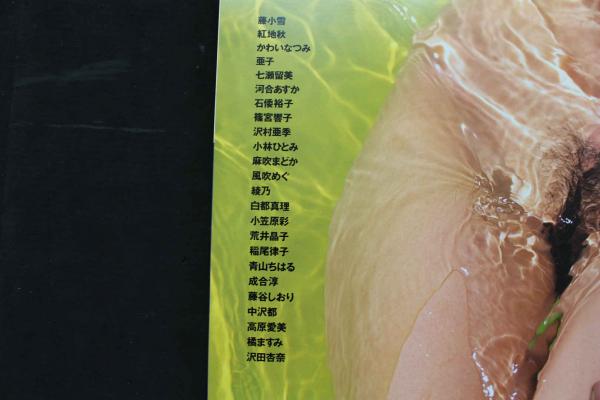 藤小雪
紅地秋
かわいなつみ
亜子
七瀬留美
河合あすか
石倭裕子
篠宮響子
沢村亜季
小林ひとみ
麻吹まどか
風吹めぐ
綾乃
白都真理
小笠原彩
荒井晶子
稲尾律子
青山ちはる
成合淳
藤谷しおり
中沢都
高原愛美
橘ますみ
沢田杏奈